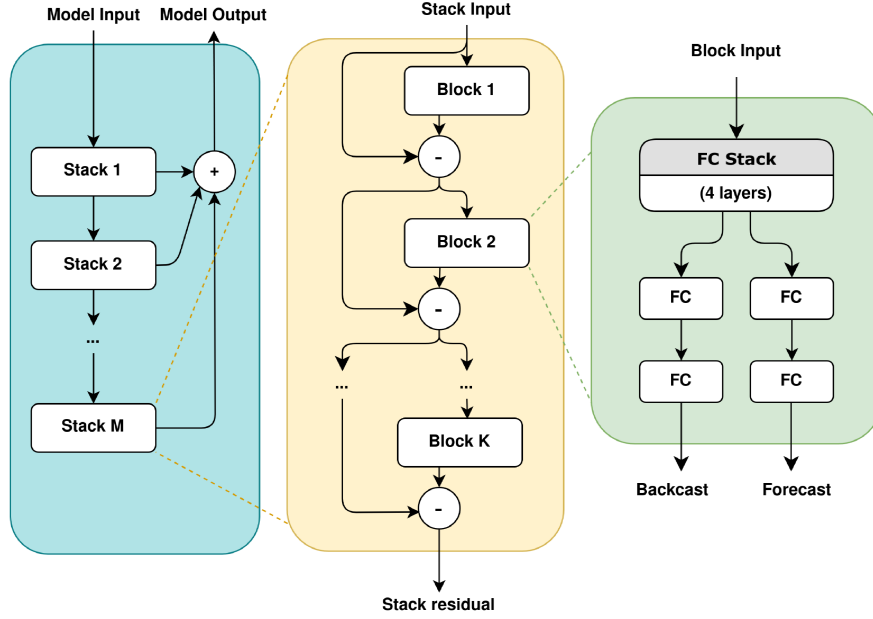 Model Input
Model Output
Stack 1
+
Stack 2
...
Stack M
Stack Input
Block 1
-
Block 2
-
...
...
Block K
-
Stack residual
Block Input
FC Stack
(4 layers)
FC
FC
FC
FC
Backcast
Forecast